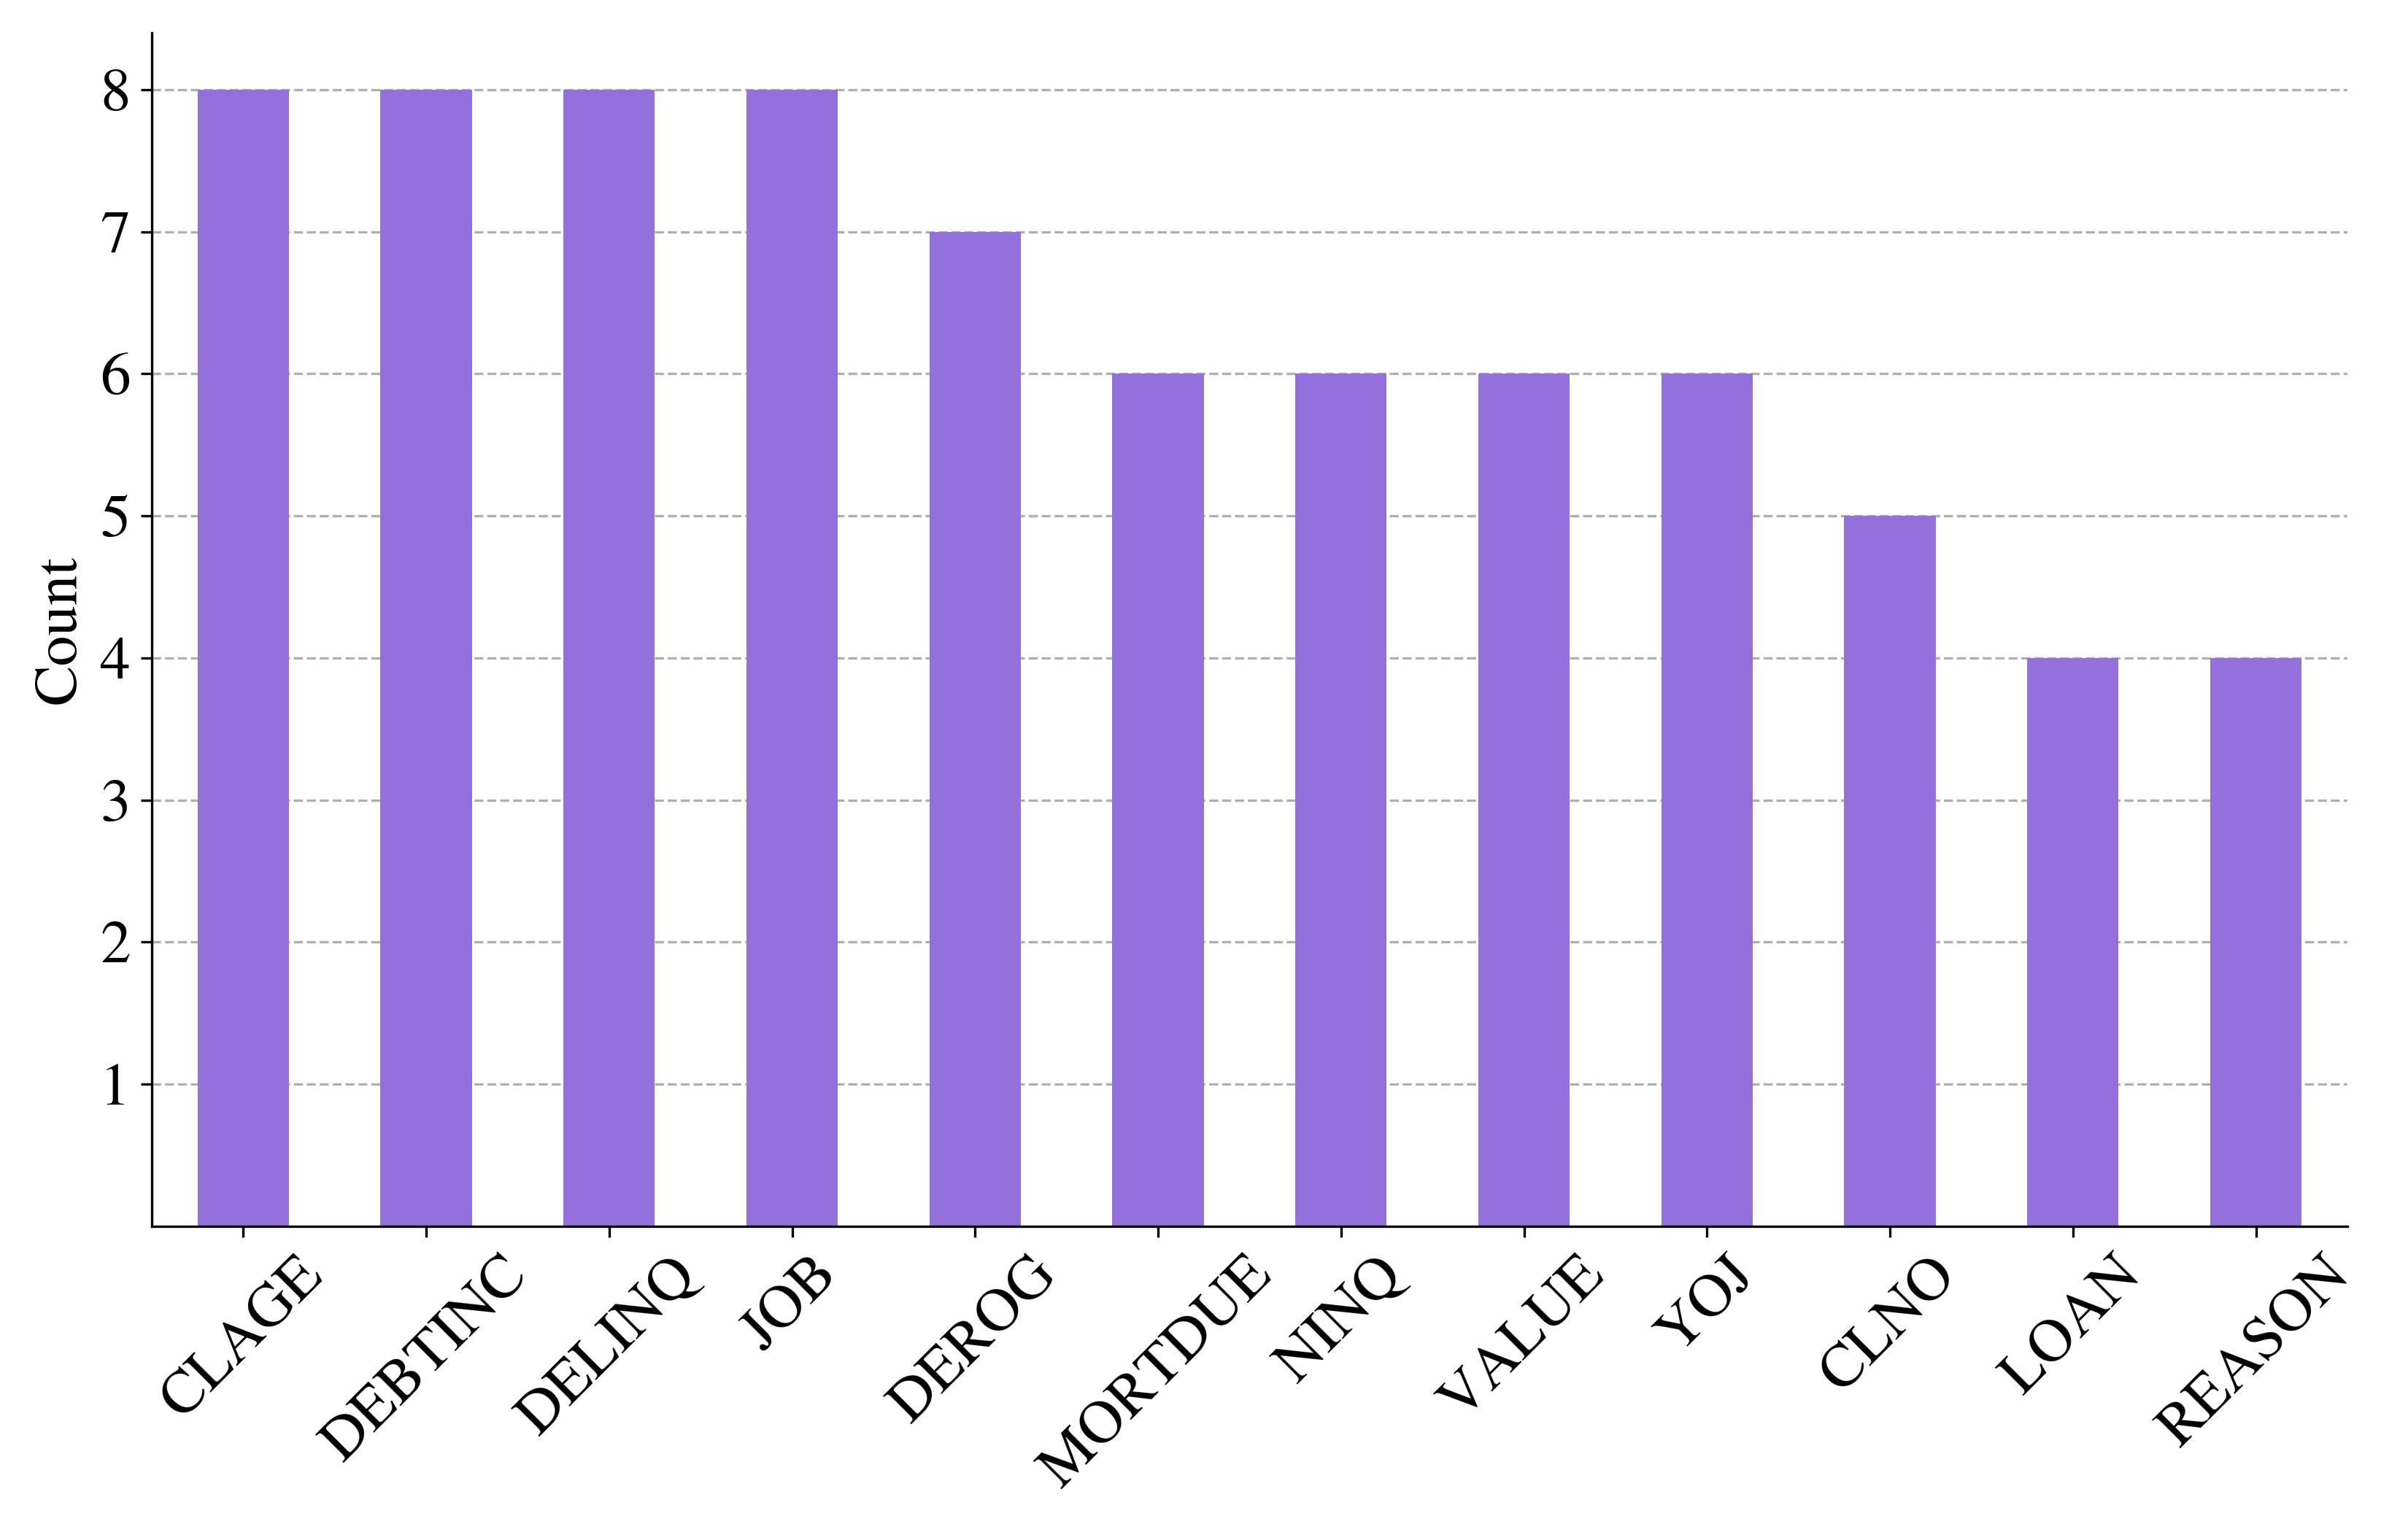 Count
8
7
6
5
4
3
2
1
CLAGE
DEBTINC
DELINQ
JOB
DEROG
MORTDUE
NINQ
VALUE
YOJ
CLNO
LOAN
REASON